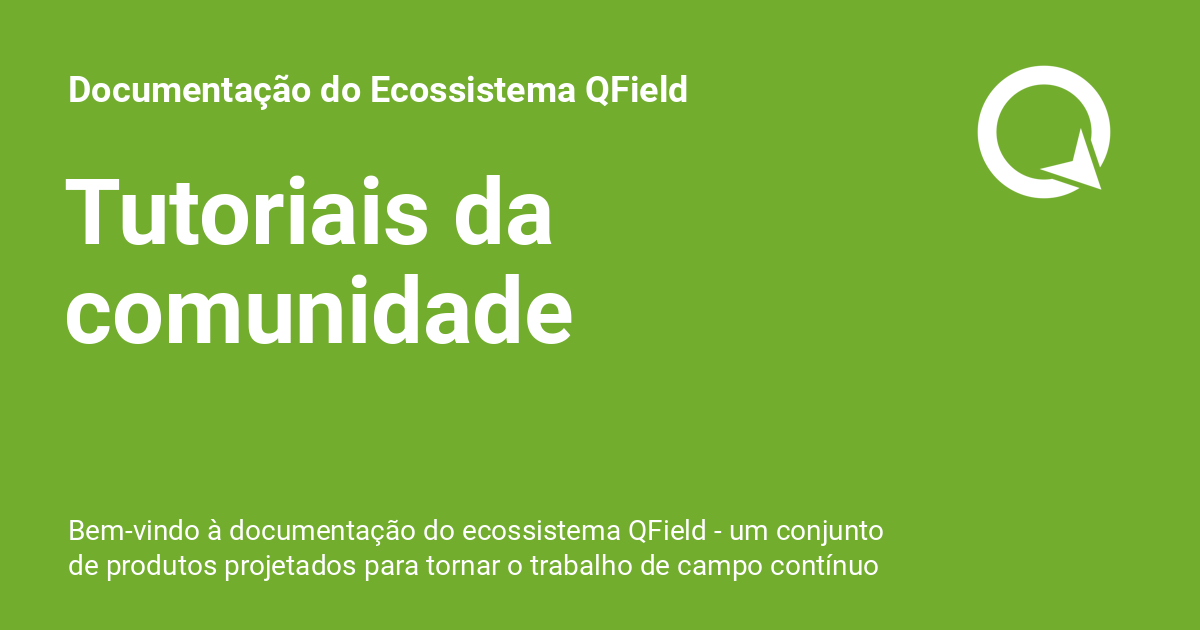 Documentação do Ecossistema QField
Tutoriais da
comunidade
Bem-vindo à documentação do ecossistema QField - um conjunto
de produtos projetados para tornar o trabalho de campo contínuo